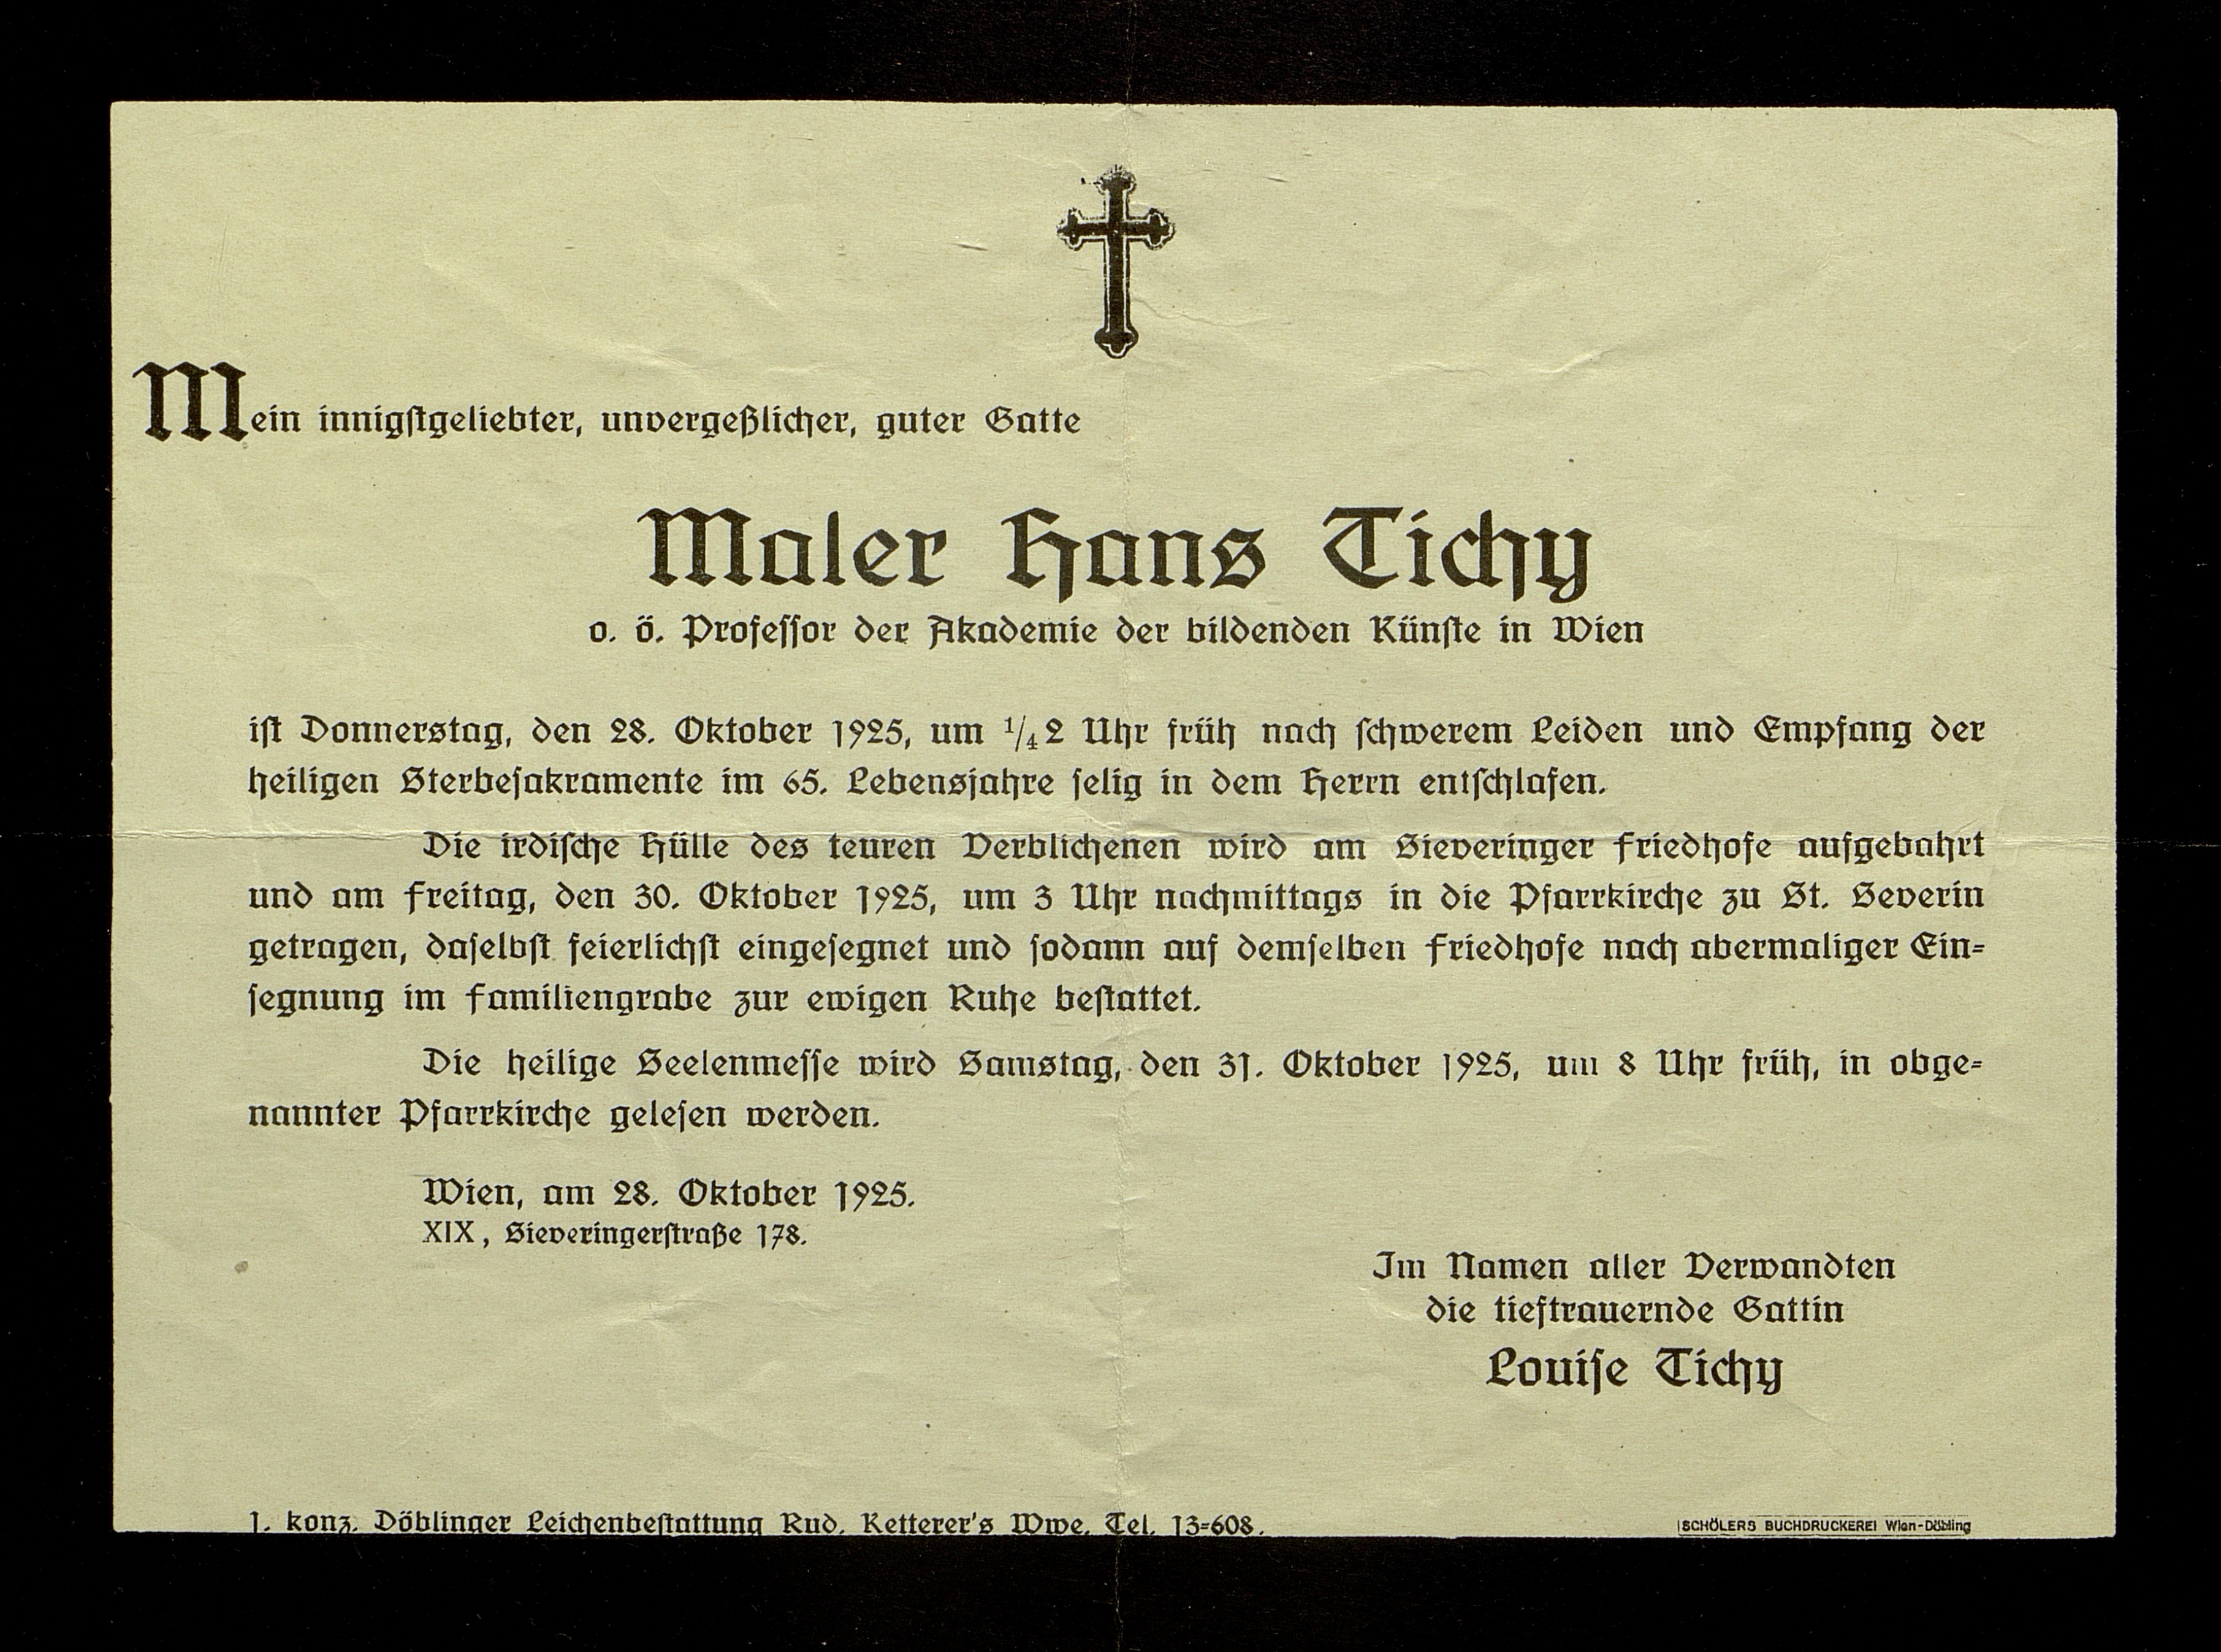 Mein innigstgeliebter, unvergeßlicher, guter Gatte
Maler Hans Tichy
o. ö. Professor der Akademie der bildenden Künste in Wien
ist Donnerstag, den 28. Oktober 1925, um 1/4 2 Uhr früh nach schwerem Leiden und Empfang der
heiligen Sterbesakramente im 65. Lebensjahre selig in dem Herrn entschlafen.
Die irdische Hülle des teuren Verblichenen wird am Sieveringer Friedhofe aufgebahrt
und am Freitag, den 30. Oktober 1925, um 3 Uhr nachmittags in die Pfarrkirche zu St. Severin
getragen, daselbst feierlichst eingesegnet und sodann auf demselben Friedhofe nach abermaliger Ein-
segnung im Familiengrabe zur ewigen Ruhe bestattet.
Die heilige Seelenmesse wird Samstag, den 31. Oktober 1925, um 8 Uhr früh, in obge-
nannter Pfarrkirche gelesen werden.
Wien, am 28. Oktober 1925.
XIX, Sieveringerstraße 178.
Im Namen aller Verwandten
die tieftrauernde Gattin
Louise Tichy
1. konz. Döblinger Leichenbestattung Rud. Ketterer's Wwe. Tel. 13-608.
SCHÖLERS BUCHDRUCKEREI Wien-Döbling